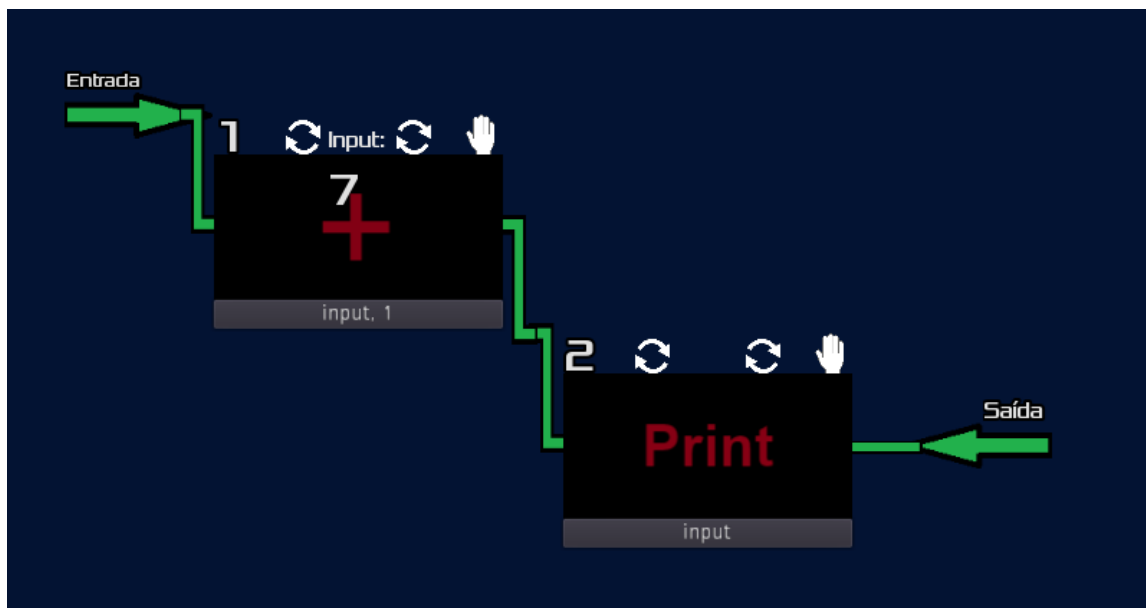 Entrada
1 Input:
7
+
input, 1
2
Print
Saída
input